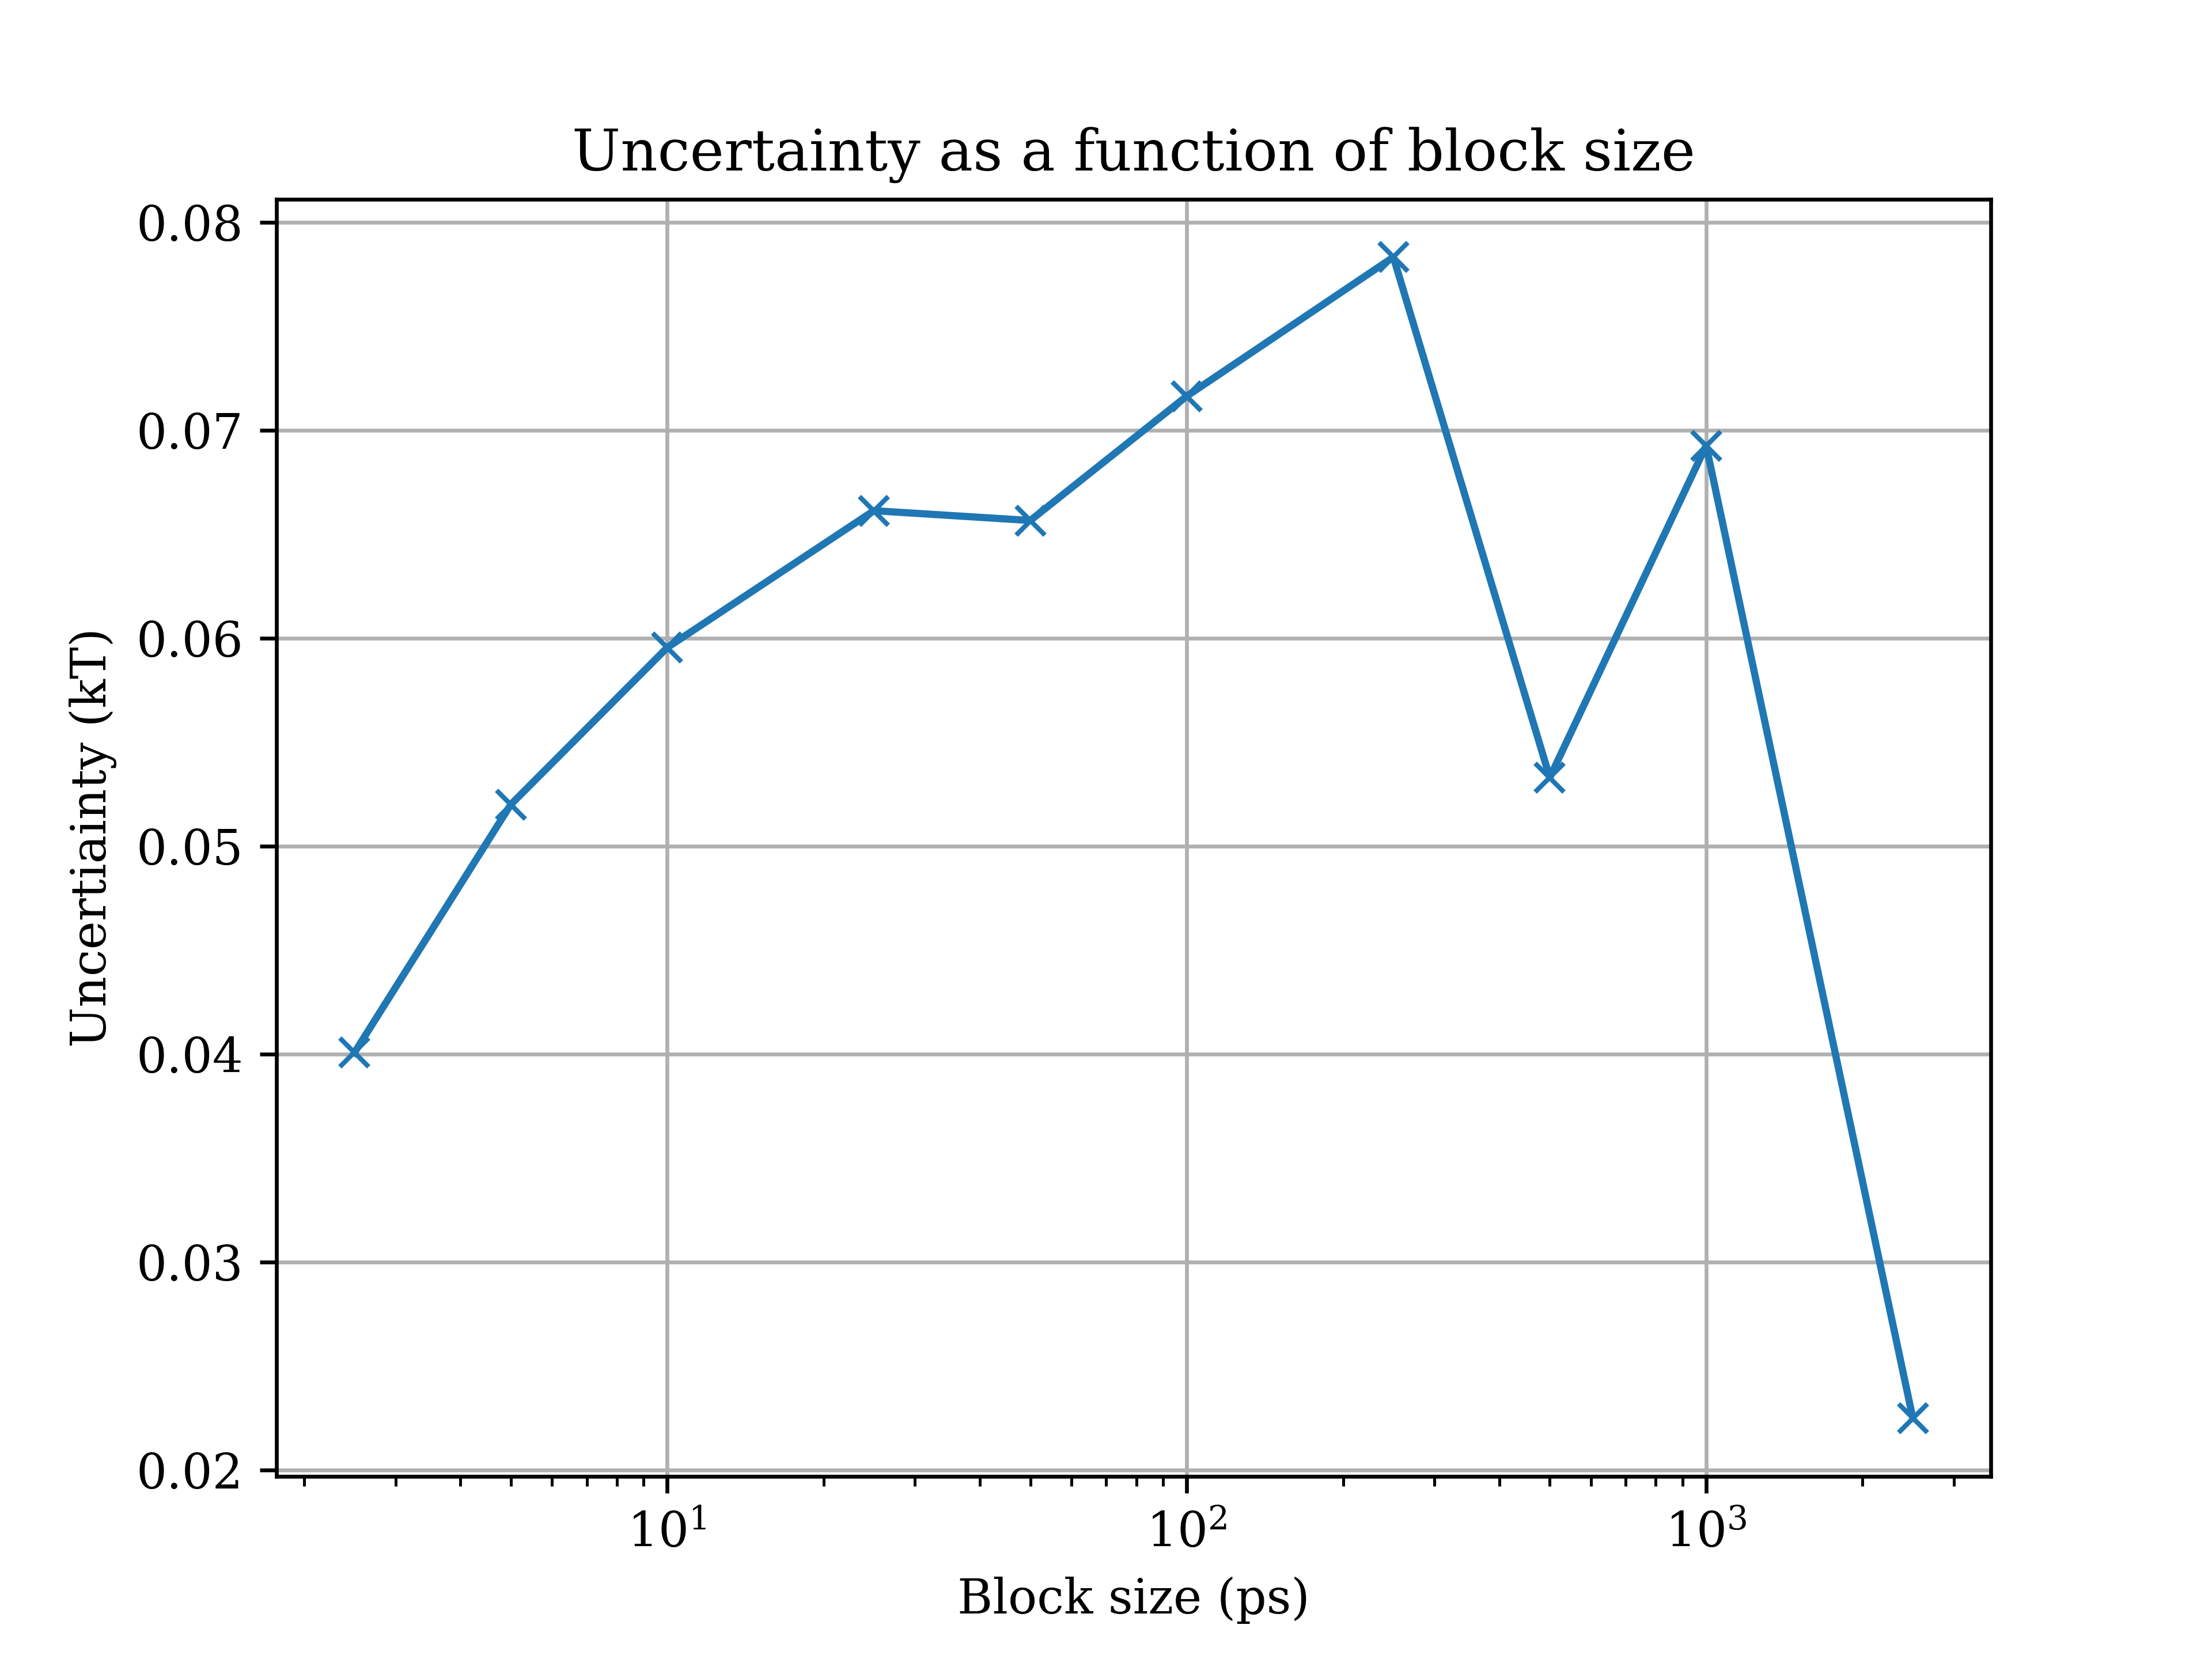 Uncertainty as a function of block size
0.08
0.07
0.06
0.05
0.04
0.03
0.02
Uncertiainty (kT)
10¹ 10² 10³
Block size (ps)